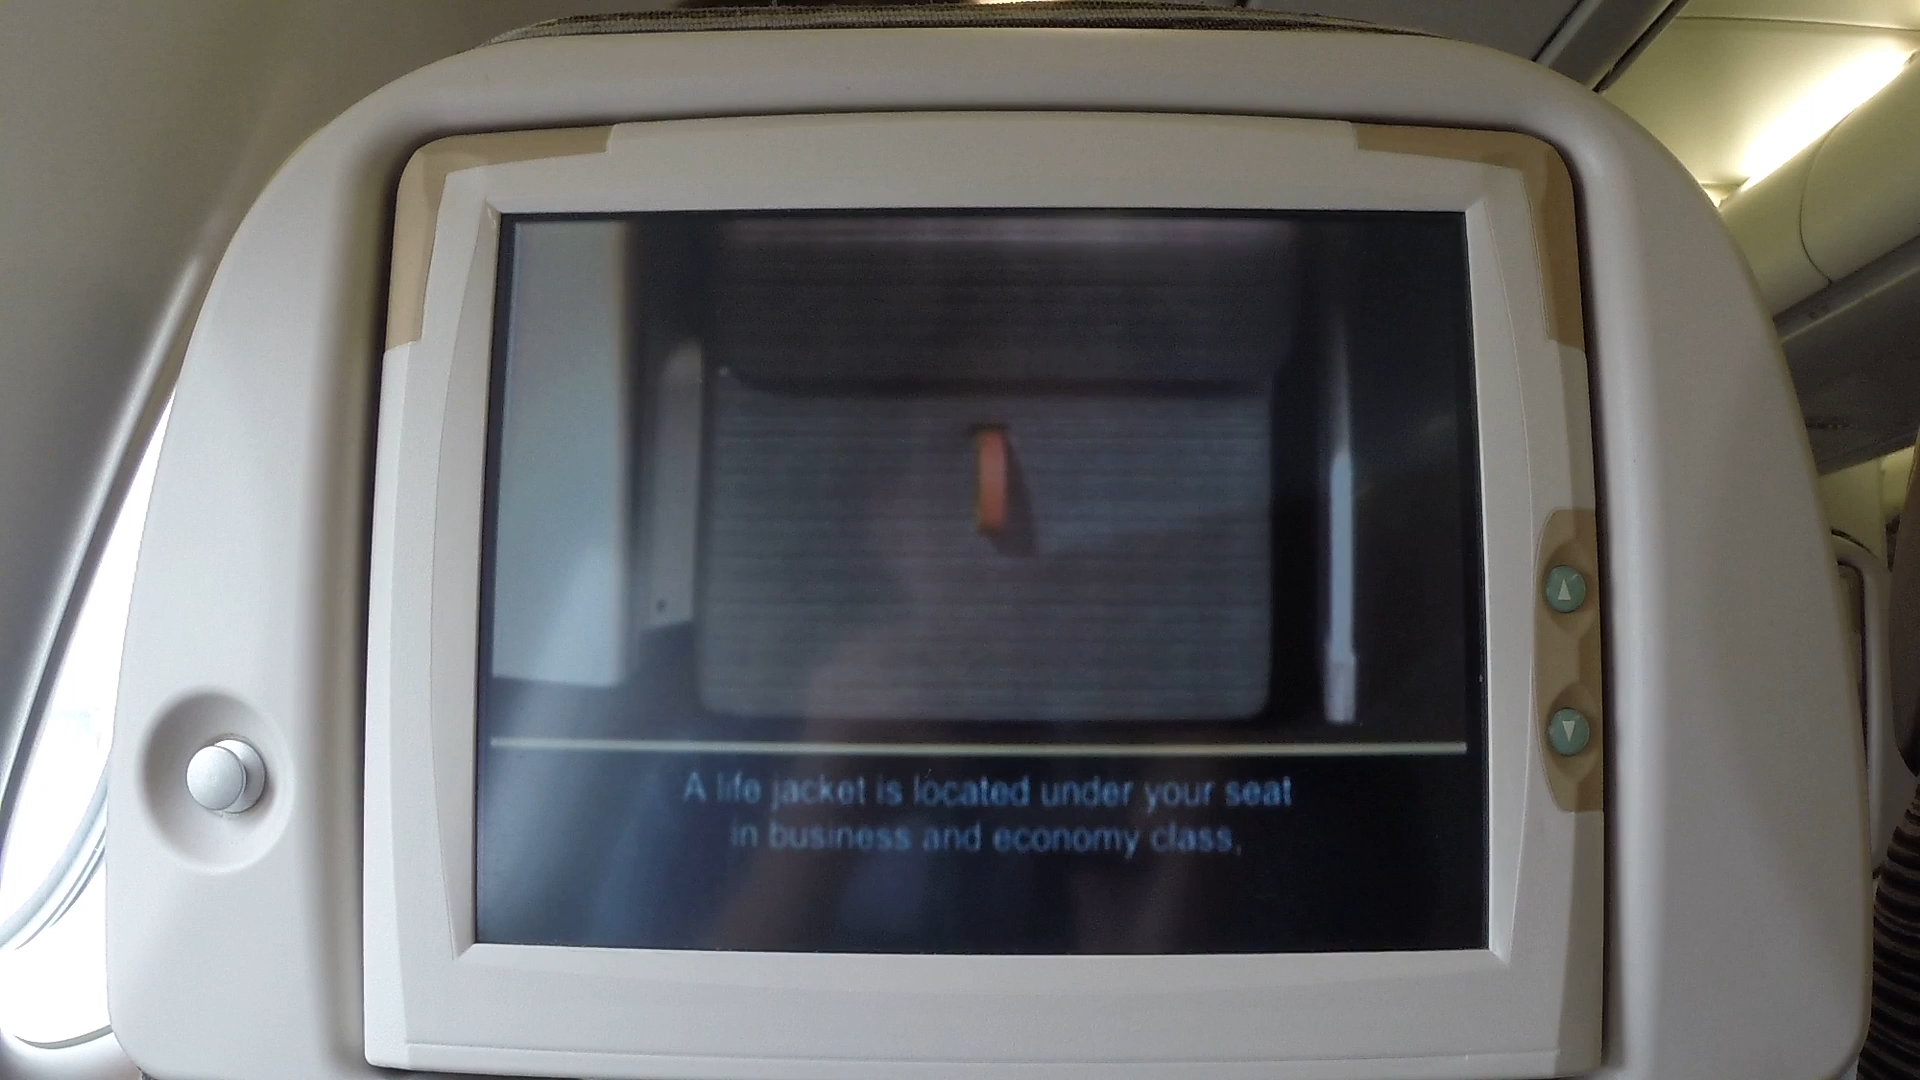 A life jacket is located under your seat
in business and economy class,